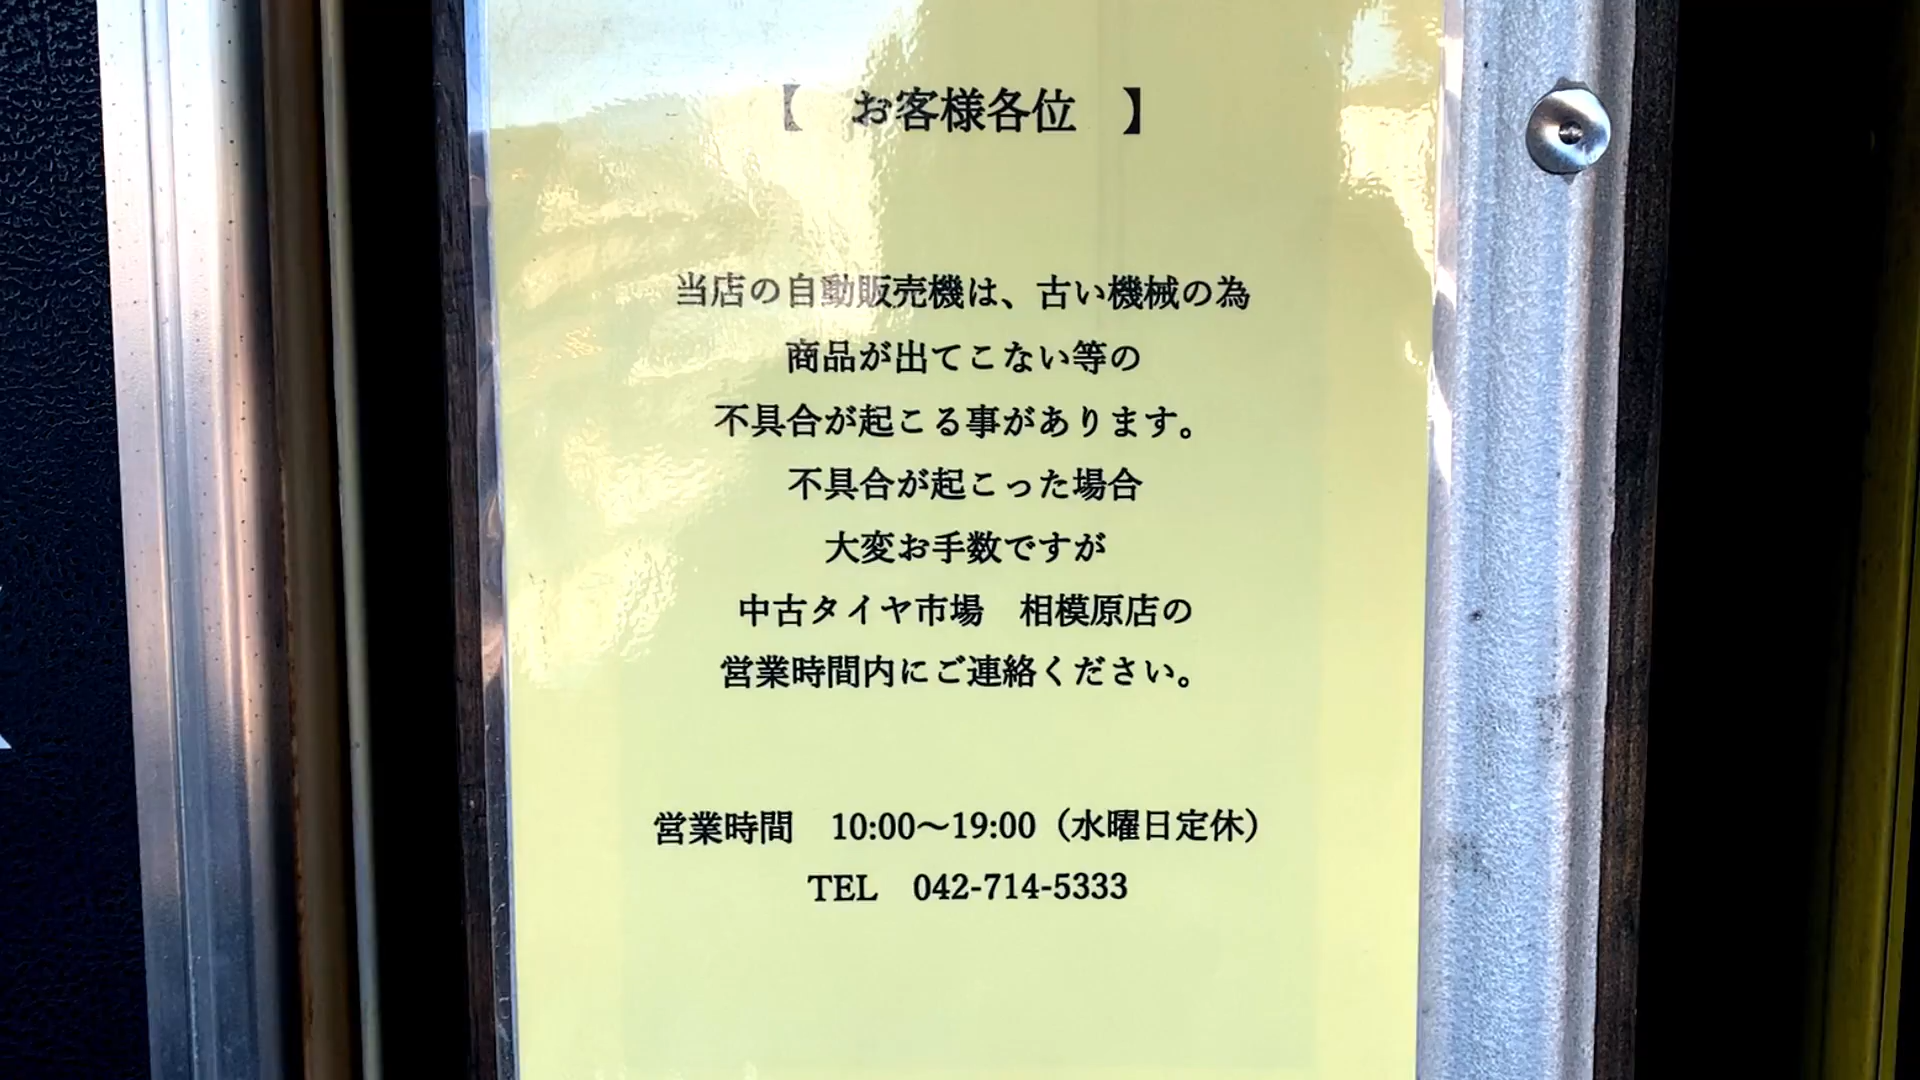 【　お客様各位　】
当店の自動販売機は、古い機械の為
商品が出てこない等の
不具合が起こる事があります。
不具合が起こった場合
大変お手数ですが
中古タイヤ市場　相模原店の
営業時間内にご連絡ください。
営業時間　10:00～19:00（水曜日定休）
TEL　042-714-5333